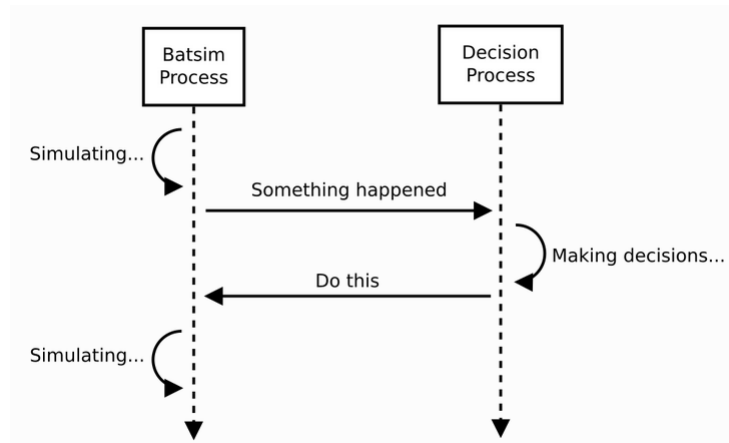 Batsim
Process
Decision
Process
Simulating...
Something happened
Making decisions...
Do this
Simulating...